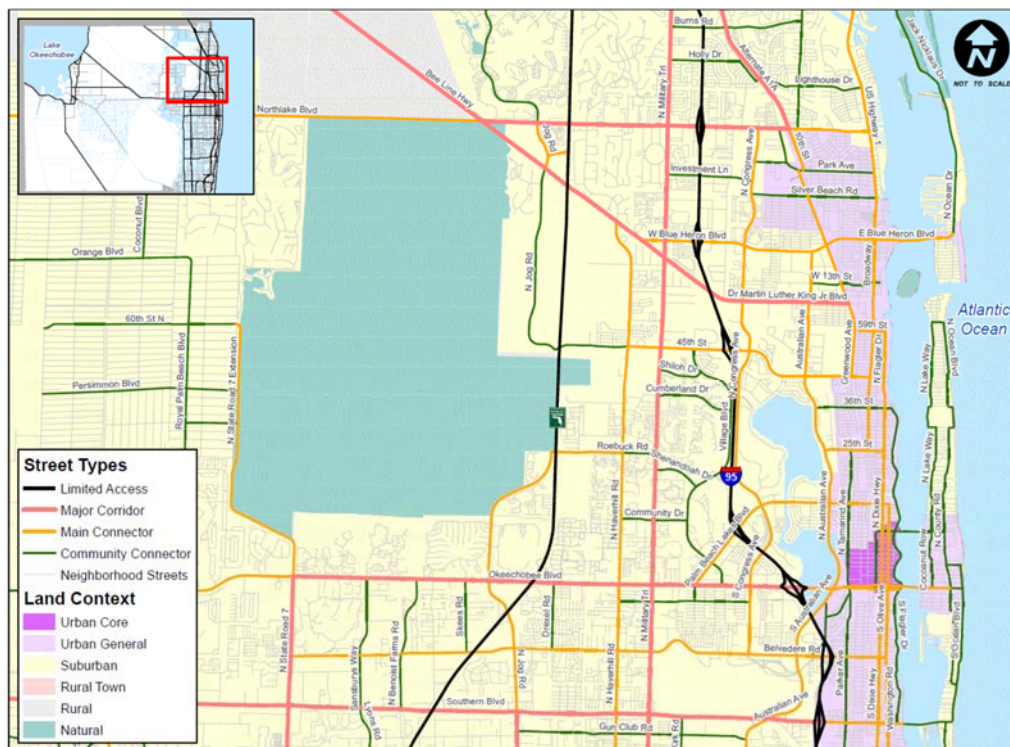 Lake
Okeechobee
N
NOT TO SCALE
Burns Rd
Holly Dr
Alternate A1A
Lighthouse Dr
US Highway 1
Jack Nicklaus Dr
N Military Trl
Bee Line Hwy
Northlake Blvd
Jog Rd
N Congress Ave
10th St
Park Ave
Investment Ln
Silver Beach Rd
N Ocean Dr
Coconut Blvd
Orange Blvd
N Jog Rd
W Blue Heron Blvd
E Blue Heron Blvd
Broadway
W 13th St
Dr Martin Luther King Jr Blvd
Atlantic
Ocean
60th St N
Royal Palm Beach Blvd
N State Road 7 Extension
Persimmon Blvd
45th St
Shiloh Dr
Cumberland Dr
N Congress Ave
Village Blvd
Australian Ave
Greenwood Ave
59th St
N Flagler Dr
36th St
N Lake Way
N Ocean Blvd
25th St
Roebuck Rd
Shenandoah Dr
95
N Haverhill Rd
Community Dr
Palm Beach Lakes Blvd
S Congress Ave
N Australian Ave
N Tamarind Ave
N Dixie Hwy
N Lake Way
N County Rd
Cocoanut Row
Okeechobee Blvd
N State Road 7
Sansburys Way
Lyons Rd
N Benoist Farms Rd
Skees Rd
Drexel Rd
N Jog Rd
N Haverhill Rd
N Military Trl
S Australian Ave
Belvedere Rd
Parker Ave
S Olive Ave
S Flagler Dr
S Ocean Blvd
Southern Blvd
Gun Club Rd
Kirk Rd
Australian Ave
S Dixie Hwy
Washington Rd
Street Types
Limited Access
Major Corridor
Main Connector
Community Connector
Neighborhood Streets
Land Context
Urban Core
Urban General
Suburban
Rural Town
Rural
Natural